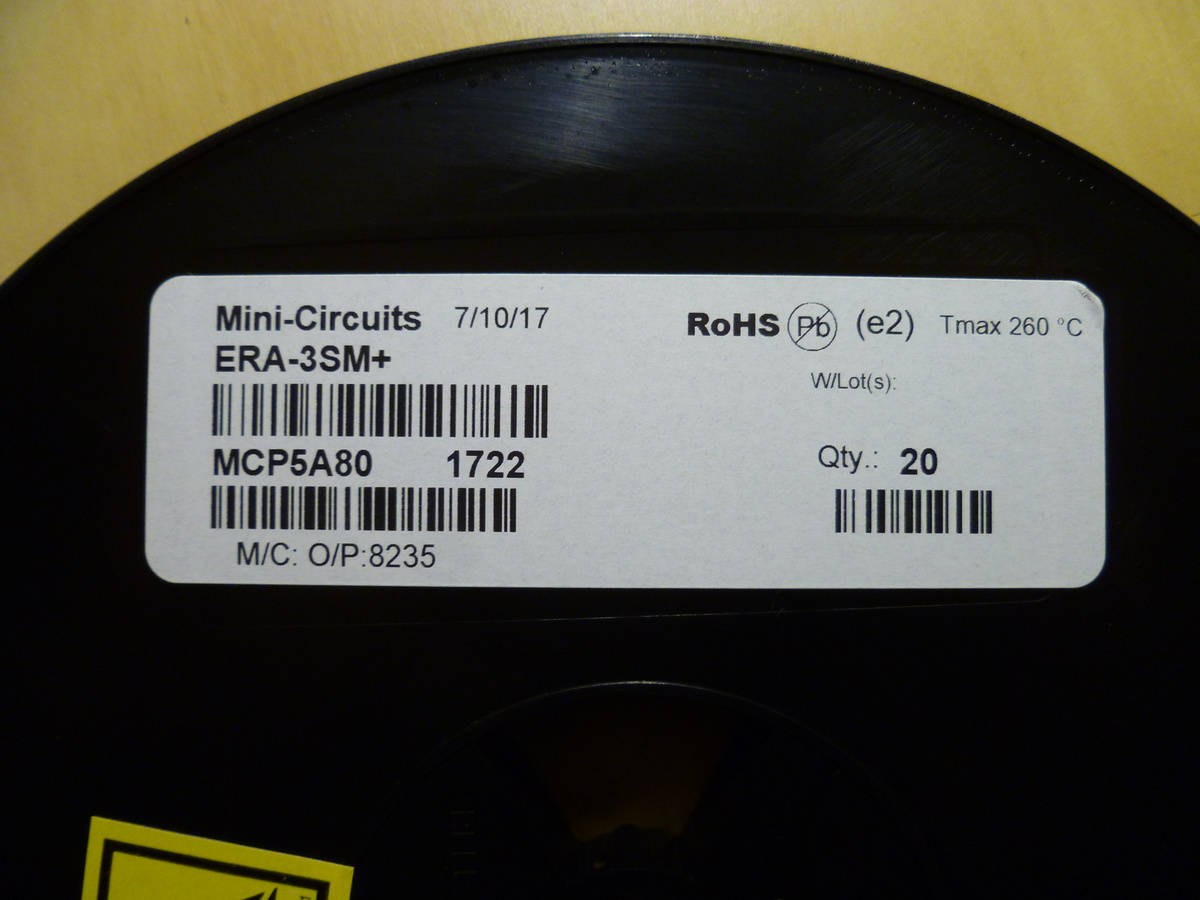 Mini-Circuits 7/10/17
RoHS Pb (e2) Tmax 260 °C
ERA-3SM+
W/Lot(s):
MCP5A80 1722
Qty.: 20
M/C: O/P:8235